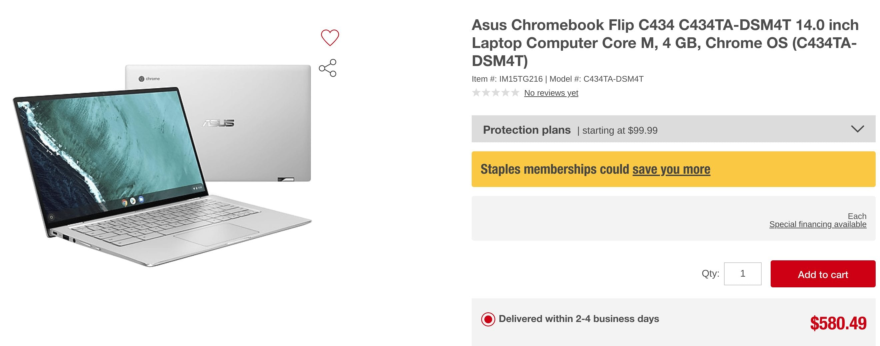 Asus Chromebook Flip C434 C434TA-DSM4T 14.0 inch
Laptop Computer Core M, 4 GB, Chrome OS (C434TA-
DSM4T)
Item #: IM15TG216 | Model #: C434TA-DSM4T
No reviews yet
chrome
ASUS
Protection plans | starting at $99.99
Staples memberships could save you more
Each
Special financing available
Qty: 1 Add to cart
Delivered within 2-4 business days
$580.49